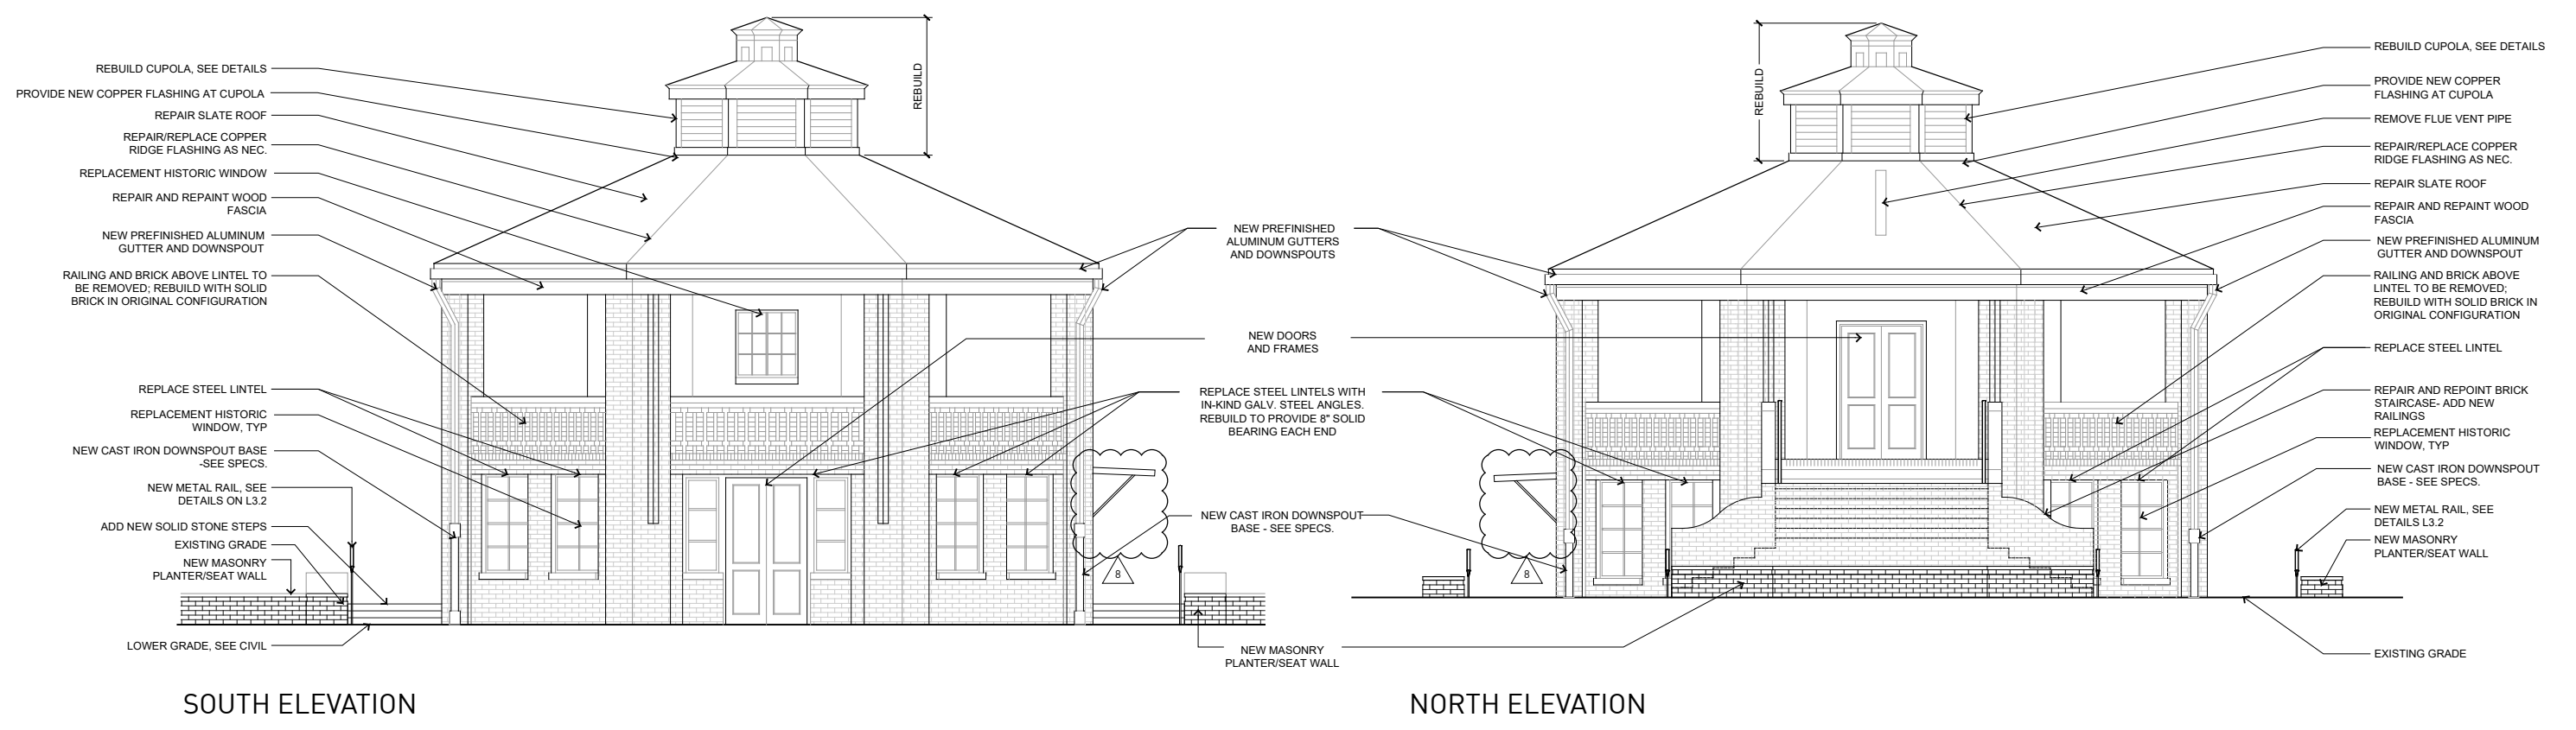 REBUILD CUPOLA, SEE DETAILS
PROVIDE NEW COPPER FLASHING AT CUPOLA
REPAIR SLATE ROOF
REPAIR/REPLACE COPPER
RIDGE FLASHING AS NEC.
REPLACEMENT HISTORIC WINDOW
REPAIR AND REPAINT WOOD
FASCIA
NEW PREFINISHED ALUMINUM
GUTTER AND DOWNSPOUT
RAILING AND BRICK ABOVE LINTEL TO
BE REMOVED; REBUILD WITH SOLID
BRICK IN ORIGINAL CONFIGURATION
REPLACE STEEL LINTEL
REPLACEMENT HISTORIC
WINDOW, TYP
NEW CAST IRON DOWNSPOUT BASE
-SEE SPECS.
NEW METAL RAIL, SEE
DETAILS ON L3.2
ADD NEW SOLID STONE STEPS
EXISTING GRADE
NEW MASONRY
PLANTER/SEAT WALL
LOWER GRADE, SEE CIVIL
REBUILD
8
SOUTH ELEVATION
NEW PREFINISHED
ALUMINUM GUTTERS
AND DOWNSPOUTS
NEW DOORS
AND FRAMES
REPLACE STEEL LINTELS WITH
IN-KIND GALV. STEEL ANGLES.
REBUILD TO PROVIDE 8" SOLID
BEARING EACH END
NEW CAST IRON DOWNSPOUT
BASE - SEE SPECS.
NEW MASONRY
PLANTER/SEAT WALL
REBUILD
8
REBUILD CUPOLA, SEE DETAILS
PROVIDE NEW COPPER
FLASHING AT CUPOLA
REMOVE FLUE VENT PIPE
REPAIR/REPLACE COPPER
RIDGE FLASHING AS NEC.
REPAIR SLATE ROOF
REPAIR AND REPAINT WOOD
FASCIA
NEW PREFINISHED ALUMINUM
GUTTER AND DOWNSPOUT
RAILING AND BRICK ABOVE
LINTEL TO BE REMOVED;
REBUILD WITH SOLID BRICK IN
ORIGINAL CONFIGURATION
REPLACE STEEL LINTEL
REPAIR AND REPOINT BRICK
STAIRCASE- ADD NEW
RAILINGS
REPLACEMENT HISTORIC
WINDOW, TYP
NEW CAST IRON DOWNSPOUT
BASE - SEE SPECS.
NEW METAL RAIL, SEE
DETAILS L3.2
NEW MASONRY
PLANTER/SEAT WALL
EXISTING GRADE
NORTH ELEVATION